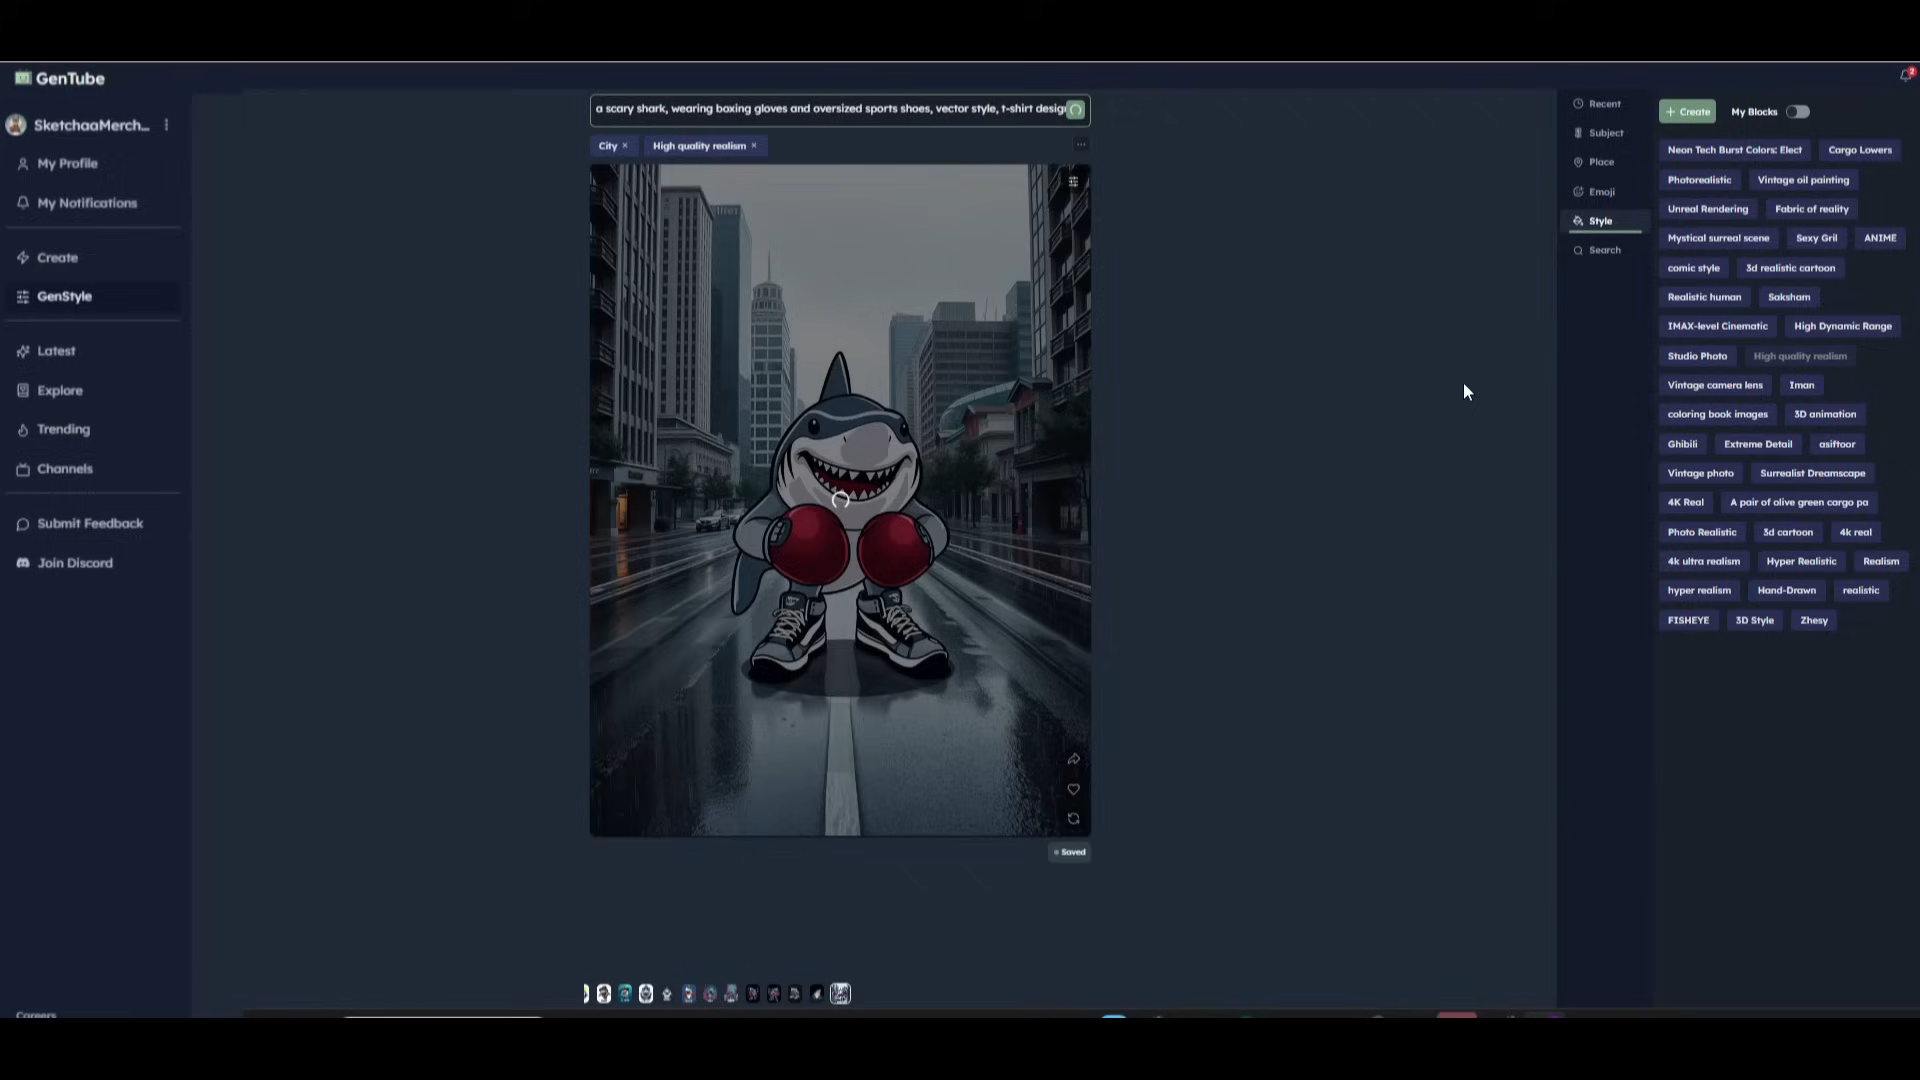 GenTube
2
SketchaaMerch...
My Profile
My Notifications
Create
GenStyle
Latest
Explore
Trending
Channels
Submit Feedback
Join Discord
Careers
a scary shark, wearing boxing gloves and oversized sports shoes, vector style, t-shirt desig
City ×
High quality realism ×
Saved
Recent
Subject
Place
Emoji
Style
Search
+ Create
My Blocks
Neon Tech Burst Colors: Elect
Cargo Lowers
Photorealistic
Vintage oil painting
Unreal Rendering
Fabric of reality
Mystical surreal scene
Sexy Gril
ANIME
comic style
3d realistic cartoon
Realistic human
Saksham
IMAX-level Cinematic
High Dynamic Range
Studio Photo
High quality realism
Vintage camera lens
Iman
coloring book images
3D animation
Ghibili
Extreme Detail
asiftoor
Vintage photo
Surrealist Dreamscape
4K Real
A pair of olive green cargo pa
Photo Realistic
3d cartoon
4k real
4k ultra realism
Hyper Realistic
Realism
hyper realism
Hand-Drawn
realistic
FISHEYE
3D Style
Zhesy